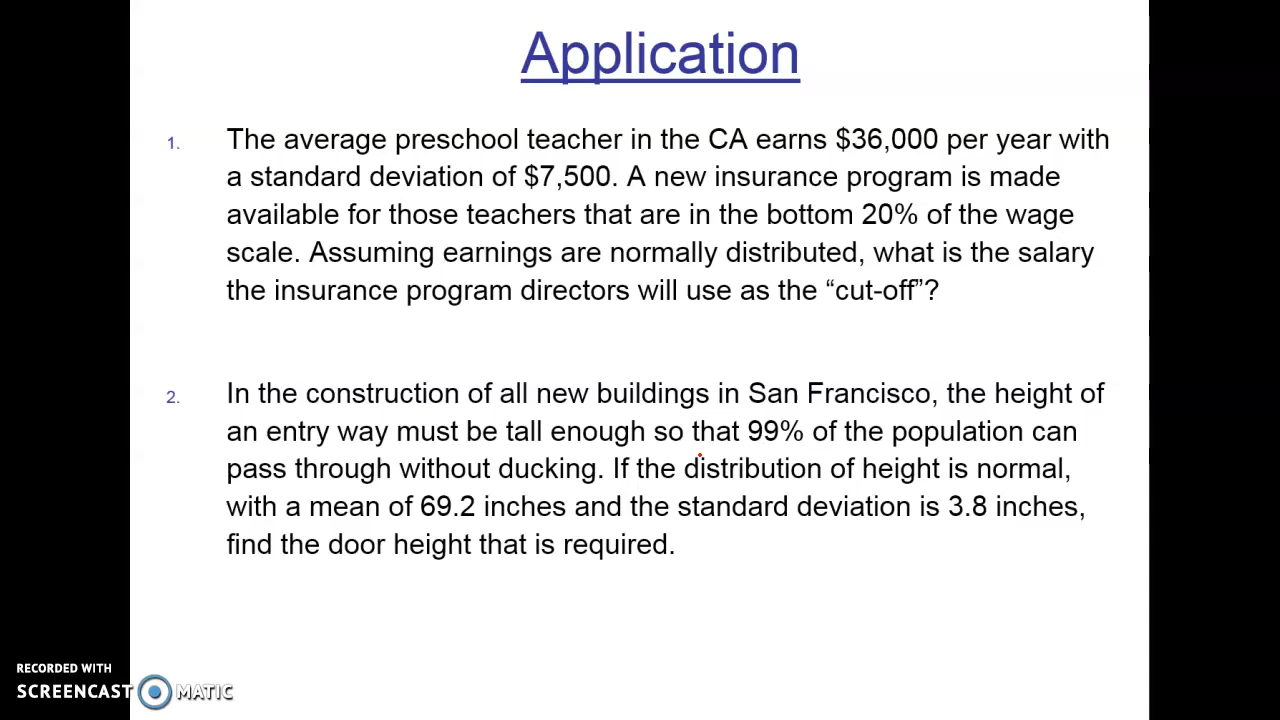 Application
1. The average preschool teacher in the CA earns $36,000 per year with
a standard deviation of $7,500. A new insurance program is made
available for those teachers that are in the bottom 20% of the wage
scale. Assuming earnings are normally distributed, what is the salary
the insurance program directors will use as the “cut-off”?
2. In the construction of all new buildings in San Francisco, the height of
an entry way must be tall enough so that 99% of the population can
pass through without ducking. If the distribution of height is normal,
with a mean of 69.2 inches and the standard deviation is 3.8 inches,
find the door height that is required.
RECORDED WITH
SCREENCAST MATIC